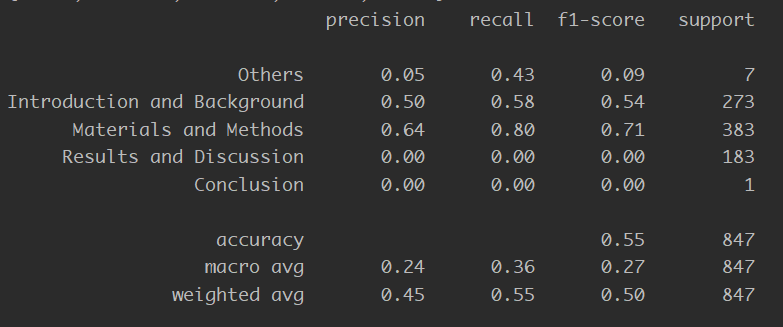 precision recall f1-score support
Others 0.05 0.43 0.09 7
Introduction and Background 0.50 0.58 0.54 273
Materials and Methods 0.64 0.80 0.71 383
Results and Discussion 0.00 0.00 0.00 183
Conclusion 0.00 0.00 0.00 1
accuracy 0.55 847
macro avg 0.24 0.36 0.27 847
weighted avg 0.45 0.55 0.50 847